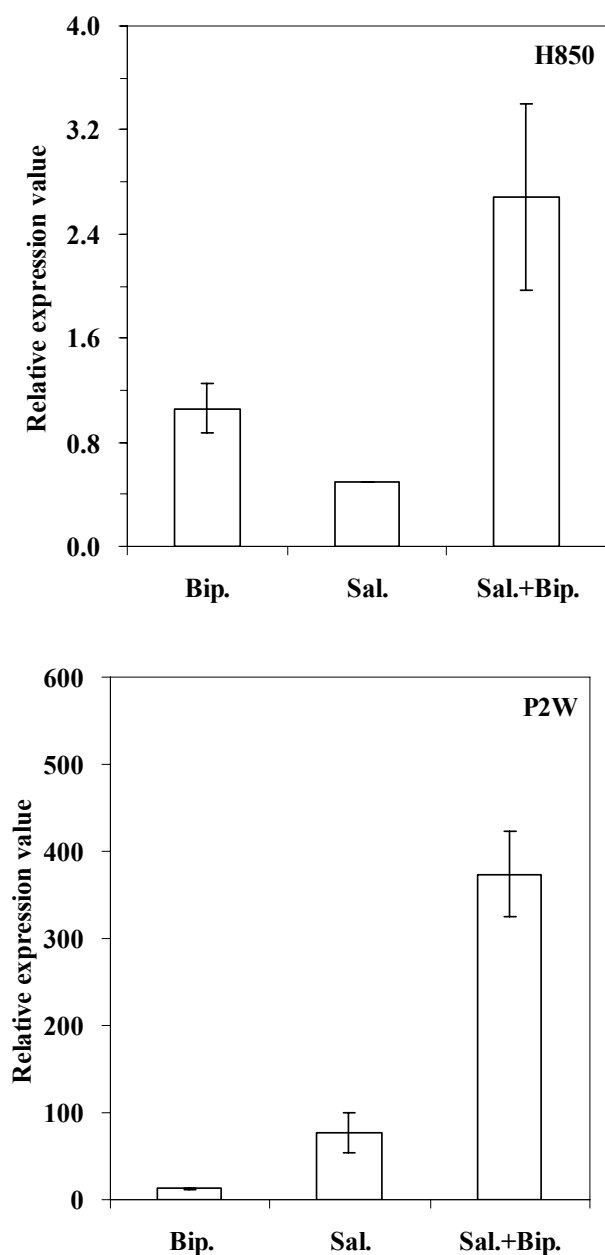 4.0
H850
3.2
2.4
1.6
0.8
0.0
Relative expression value
Bip. Sal. Sal.+Bip.
600
P2W
500
400
300
200
100
0
Relative expression value
Bip. Sal. Sal.+Bip.